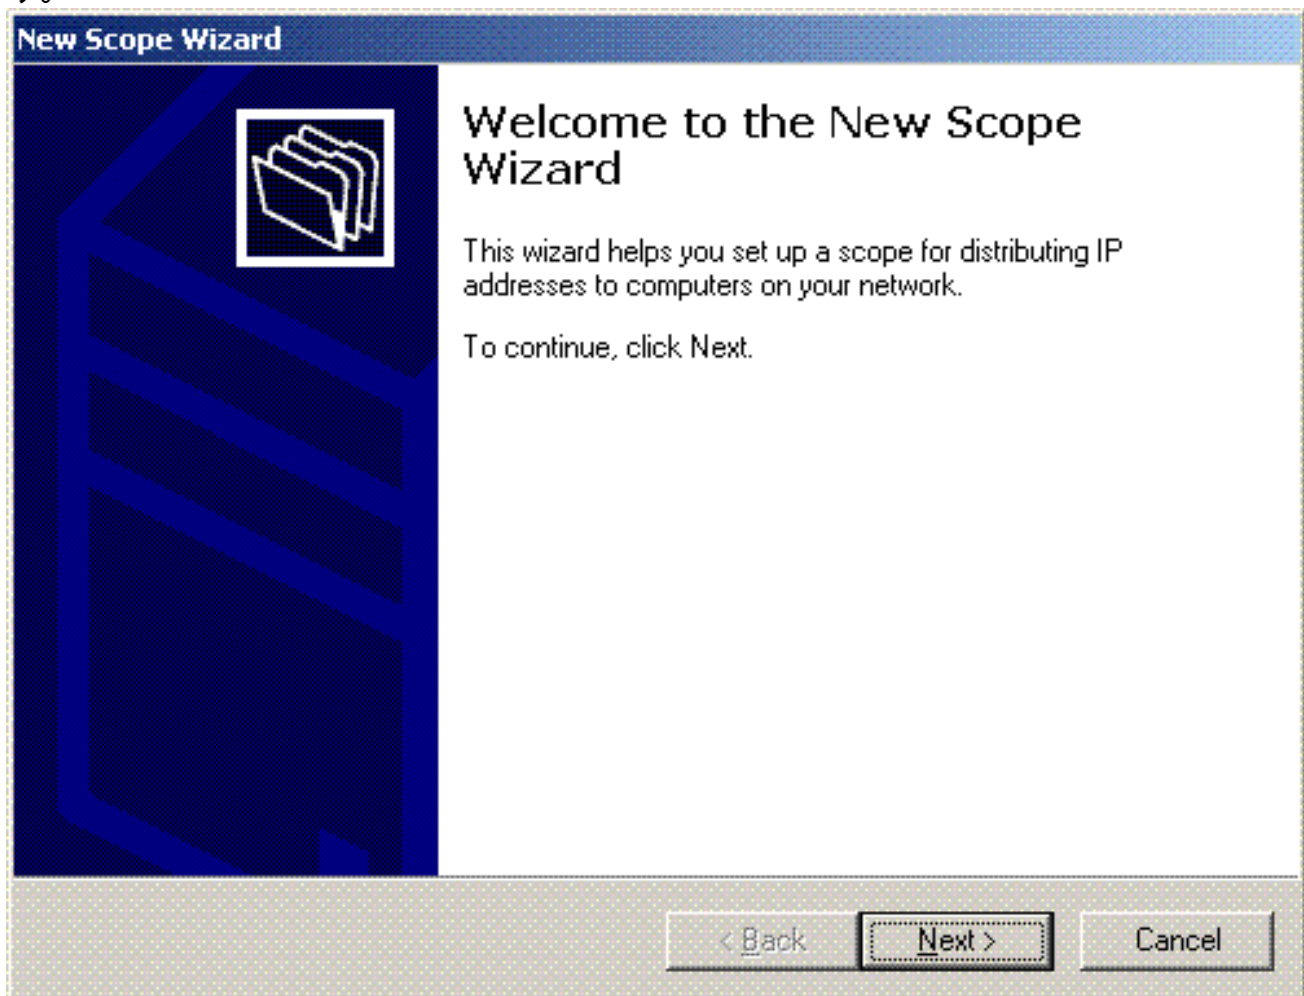 す。
New Scope Wizard
Welcome to the New Scope
Wizard
This wizard helps you set up a scope for distributing IP
addresses to computers on your network.
To continue, click Next.
< Back
Next >
Cancel